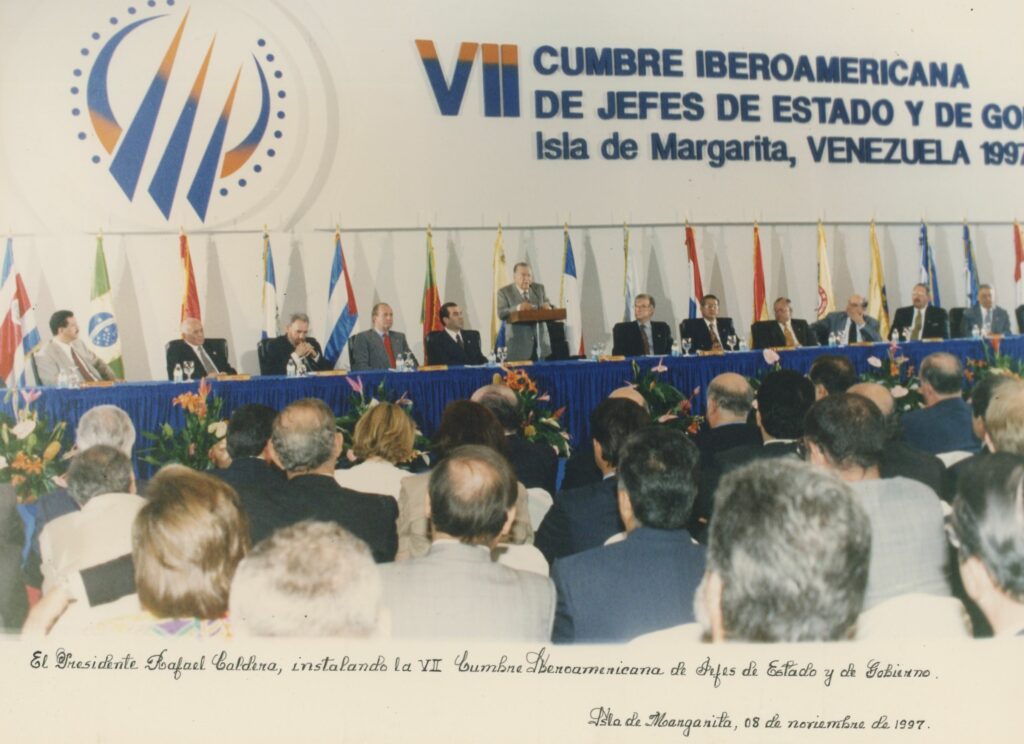 VII CUMBRE IBEROAMERICANA
DE JEFES DE ESTADO Y DE GO
Isla de Margarita, VENEZUELA 1997
El Presidente Rafael Caldera, instalando la VII Cumbre Iberoamericana de Jefes de Estado y de Gobierno.
Isla de Margarita, 08 de noviembre de 1997.